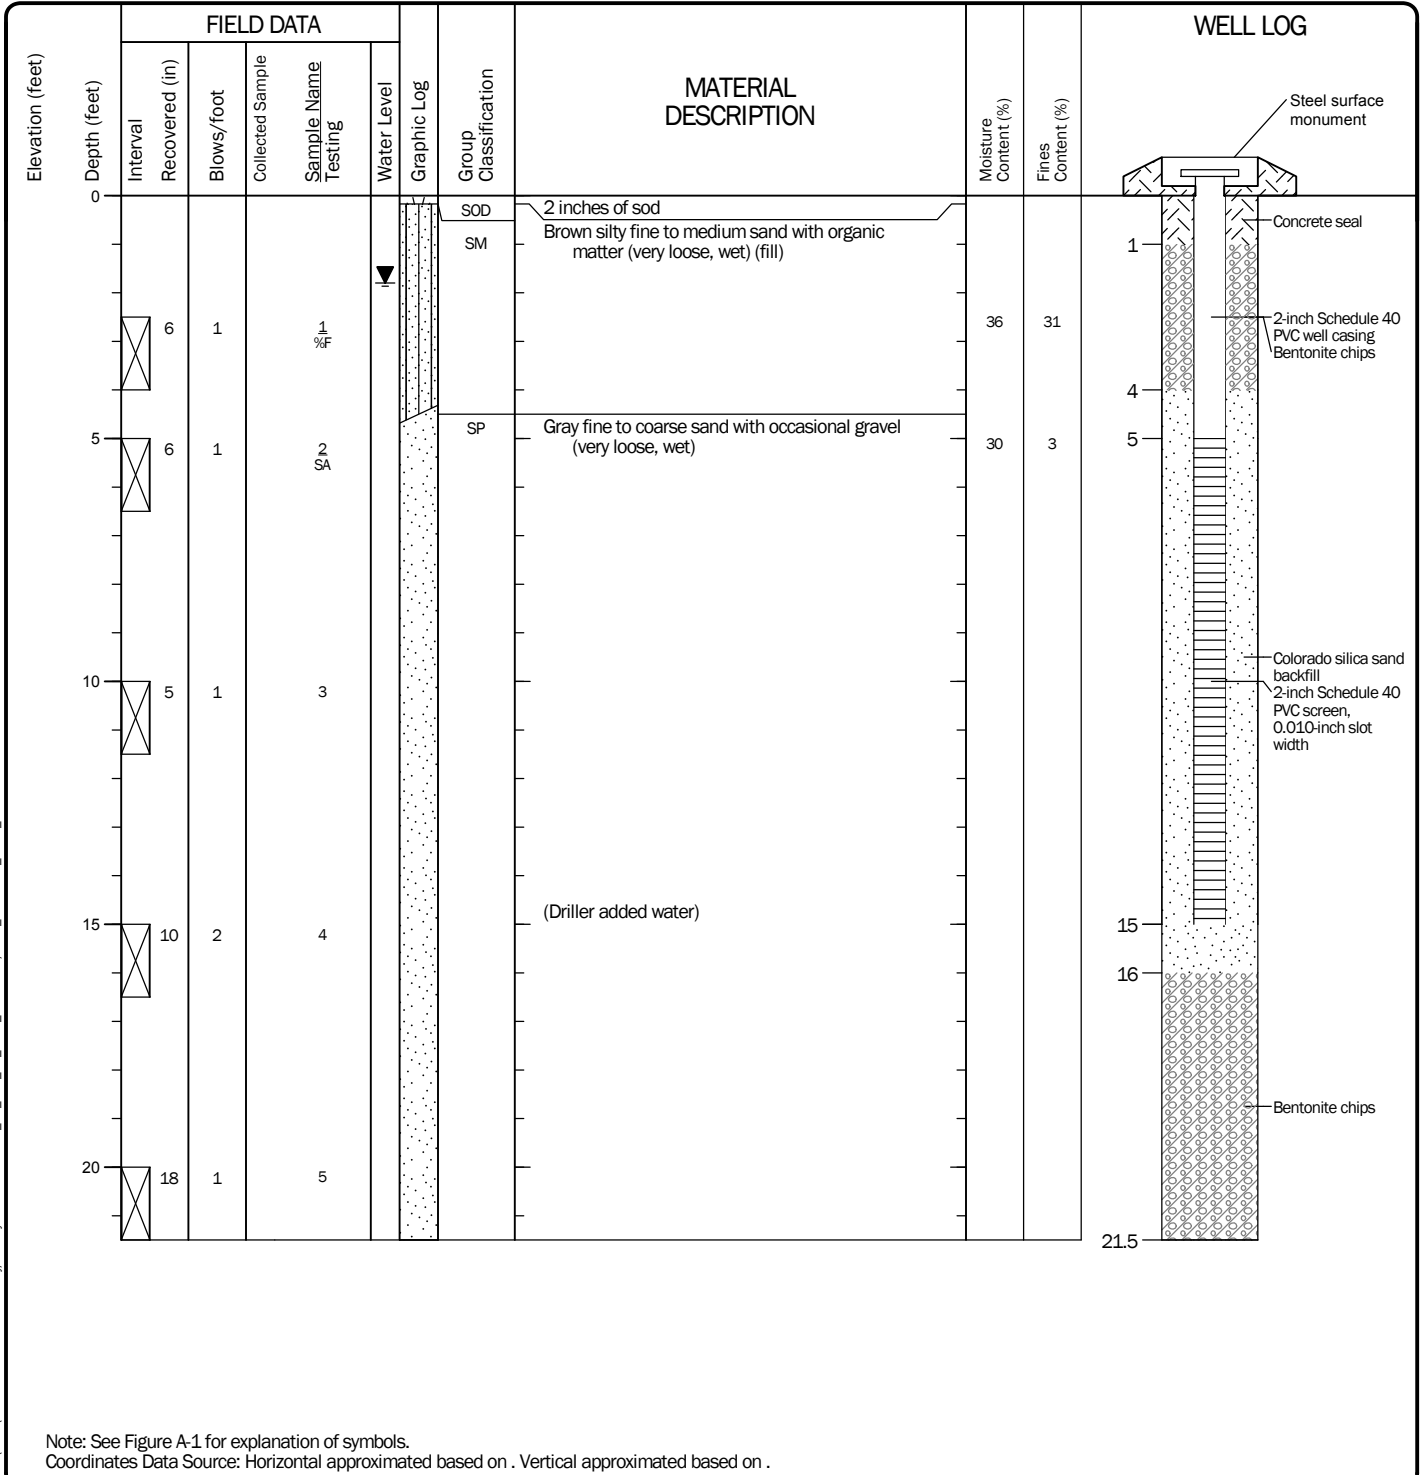 FIELD DATA
WELL LOG
Elevation (feet)
Depth (feet)
Interval
Recovered (in)
Blows/foot
Collected Sample
Sample Name
Testing
Water Level
Graphic Log
Group
Classification
MATERIAL
DESCRIPTION
Moisture
Content (%)
Fines
Content (%)
Steel surface
monument
0
SOD
2 inches of sod
Concrete seal
SM
Brown silty fine to medium sand with organic
matter (very loose, wet) (fill)
1
6
1
1
%F
36
31
2-inch Schedule 40
PVC well casing
Bentonite chips
4
5
6
1
2
SA
SP
Gray fine to coarse sand with occasional gravel
(very loose, wet)
30
3
5
10
5
1
3
Colorado silica sand
backfill
2-inch Schedule 40
PVC screen,
0.010-inch slot
width
15
10
2
4
(Driller added water)
15
16
Bentonite chips
20
18
1
5
21.5
Note: See Figure A-1 for explanation of symbols.
Coordinates Data Source: Horizontal approximated based on . Vertical approximated based on .